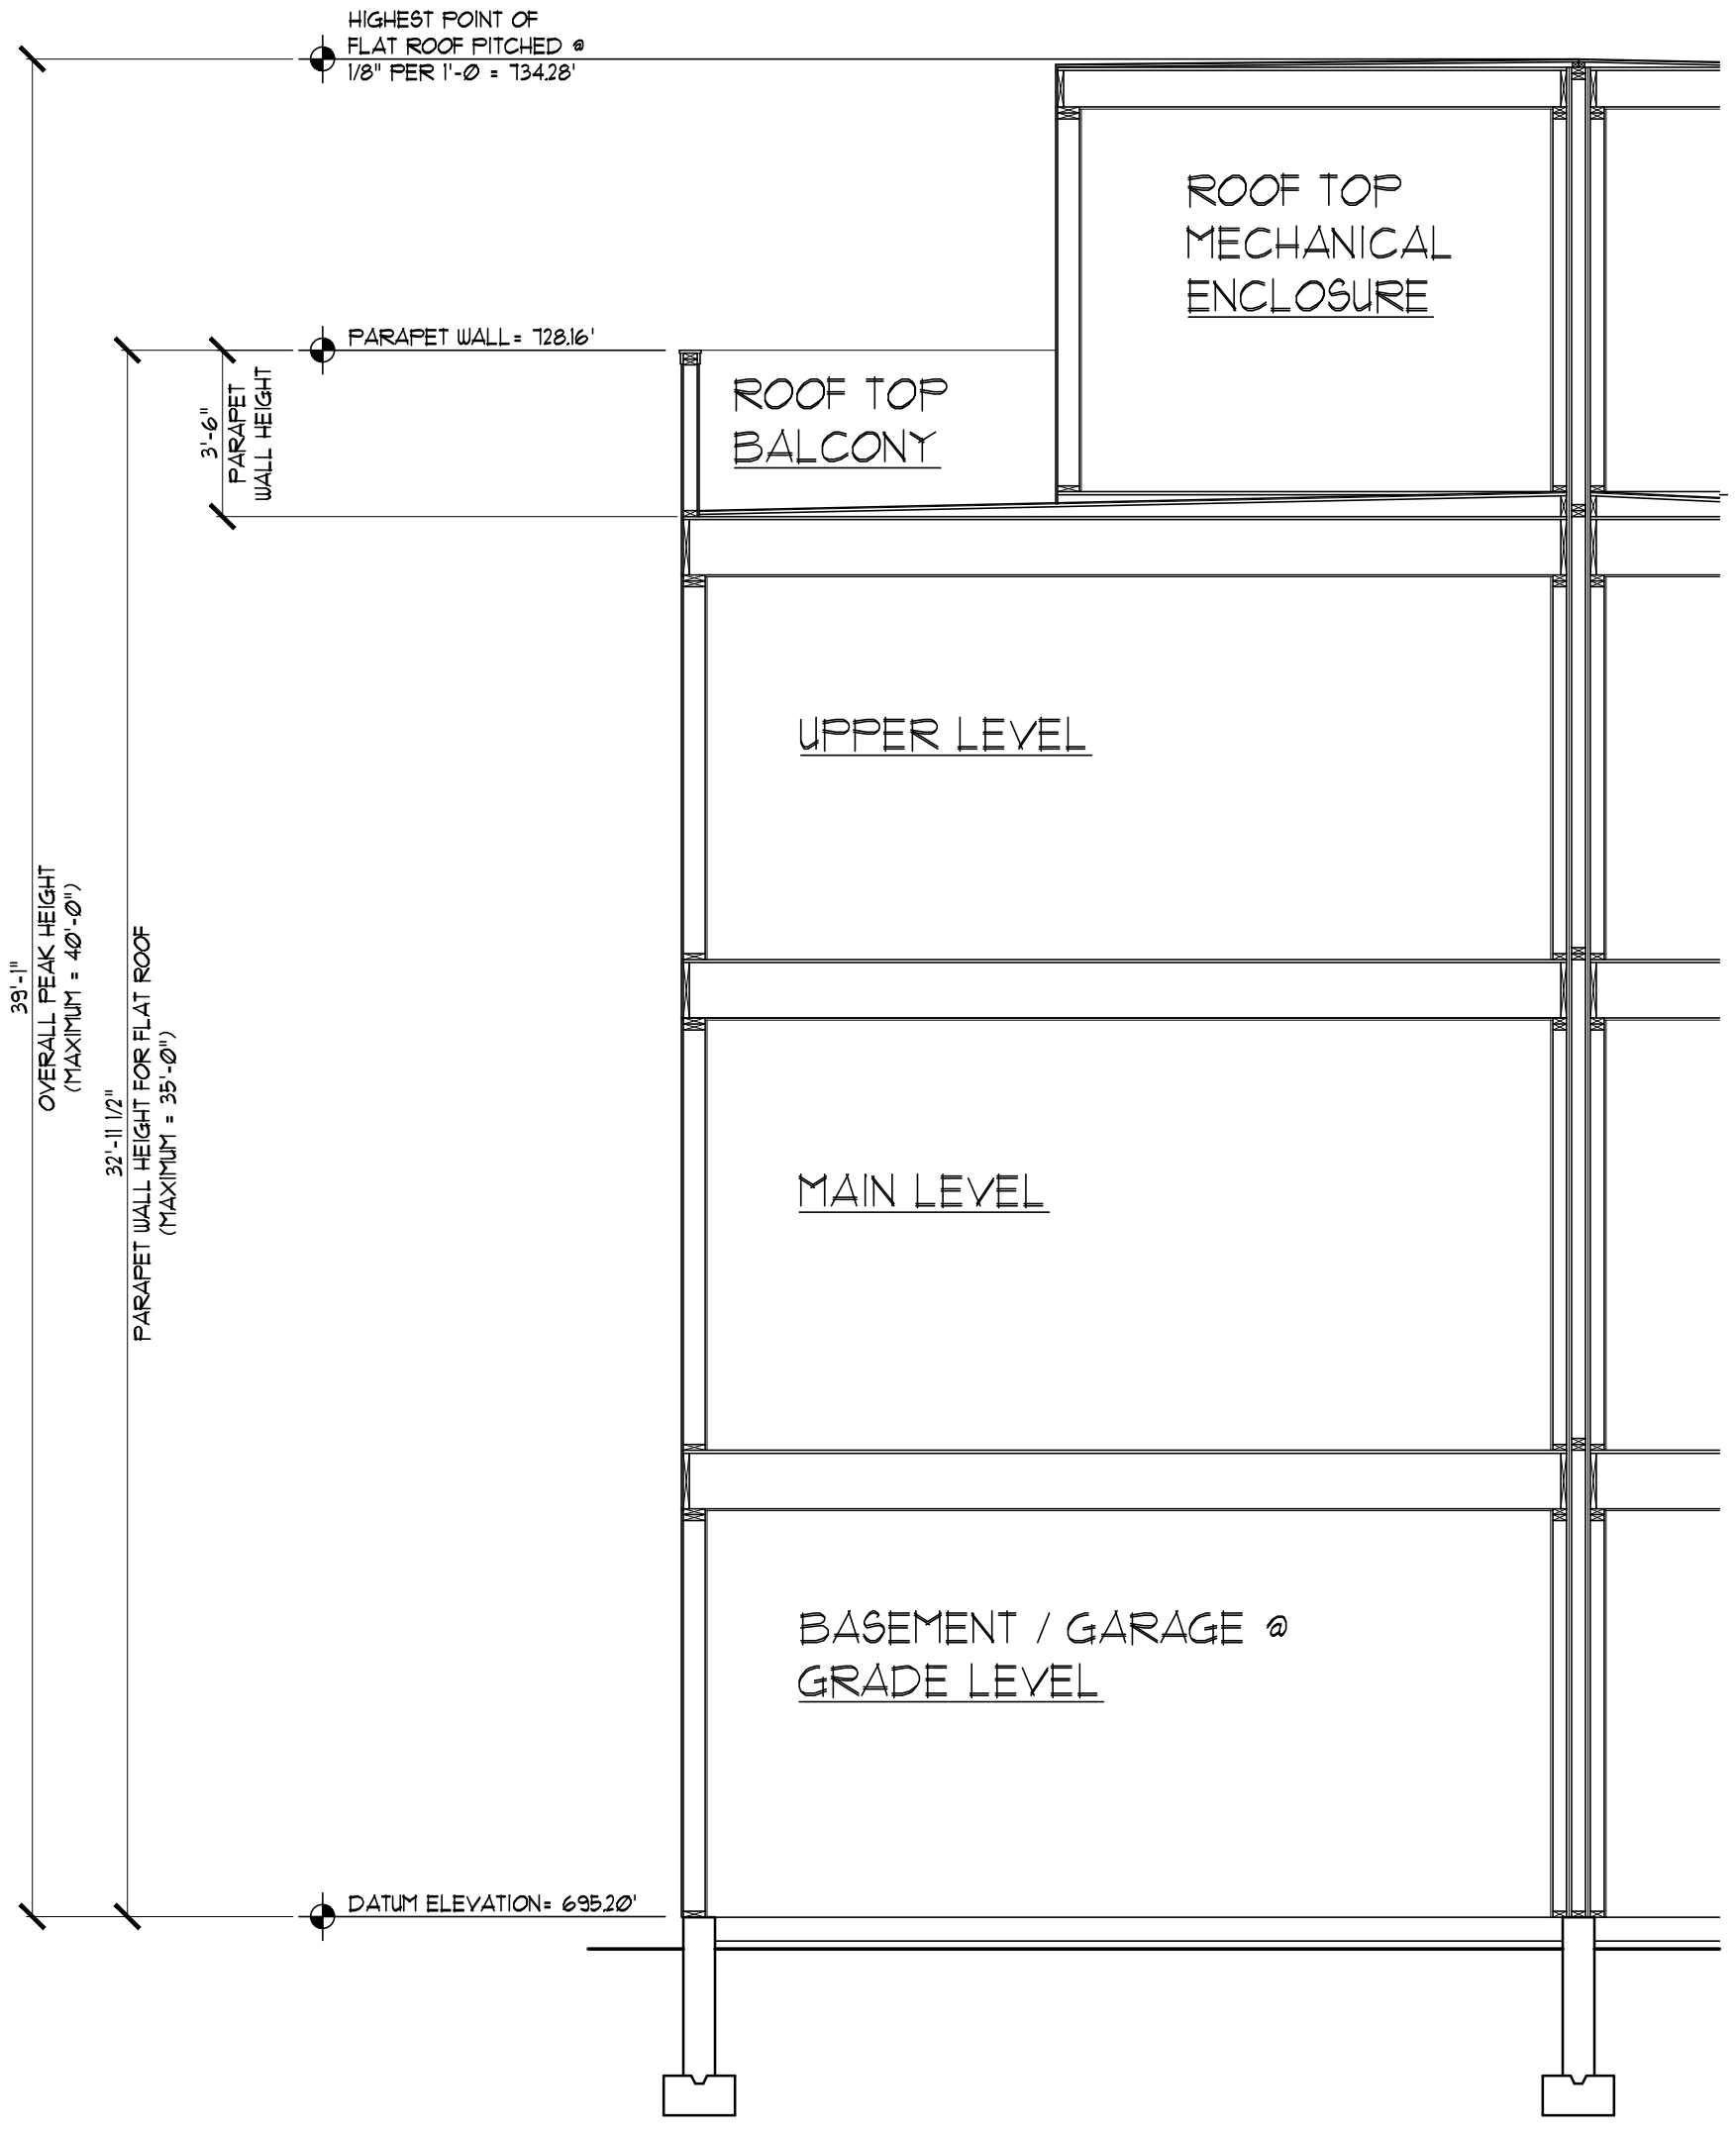 HIGHEST POINT OF
FLAT ROOF PITCHED @
1/8" PER 1'-0 = 734.28'
ROOF TOP
MECHANICAL
ENCLOSURE
PARAPET WALL= 728.16'
3'-6"
PARAPET
WALL HEIGHT
ROOF TOP
BALCONY
UPPER LEVEL
39'-1"
OVERALL PEAK HEIGHT
(MAXIMUM = 40'-0")
32'-11 1/2"
PARAPET WALL HEIGHT FOR FLAT ROOF
(MAXIMUM = 35'-0")
MAIN LEVEL
BASEMENT / GARAGE @
GRADE LEVEL
DATUM ELEVATION= 695.20'